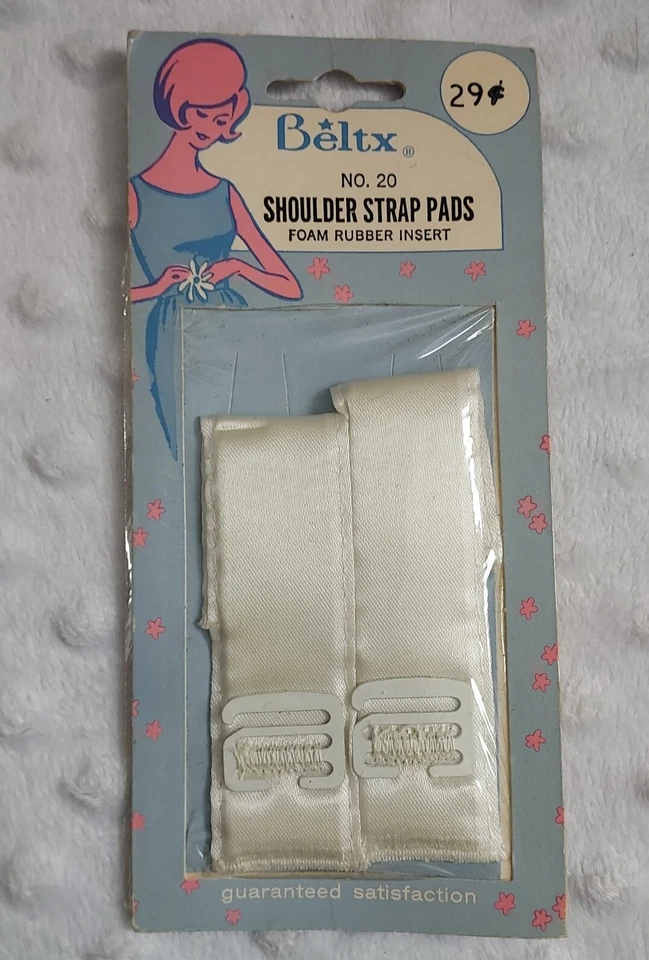 29¢
Beltx ®
NO. 20
SHOULDER STRAP PADS
FOAM RUBBER INSERT
guaranteed satisfaction